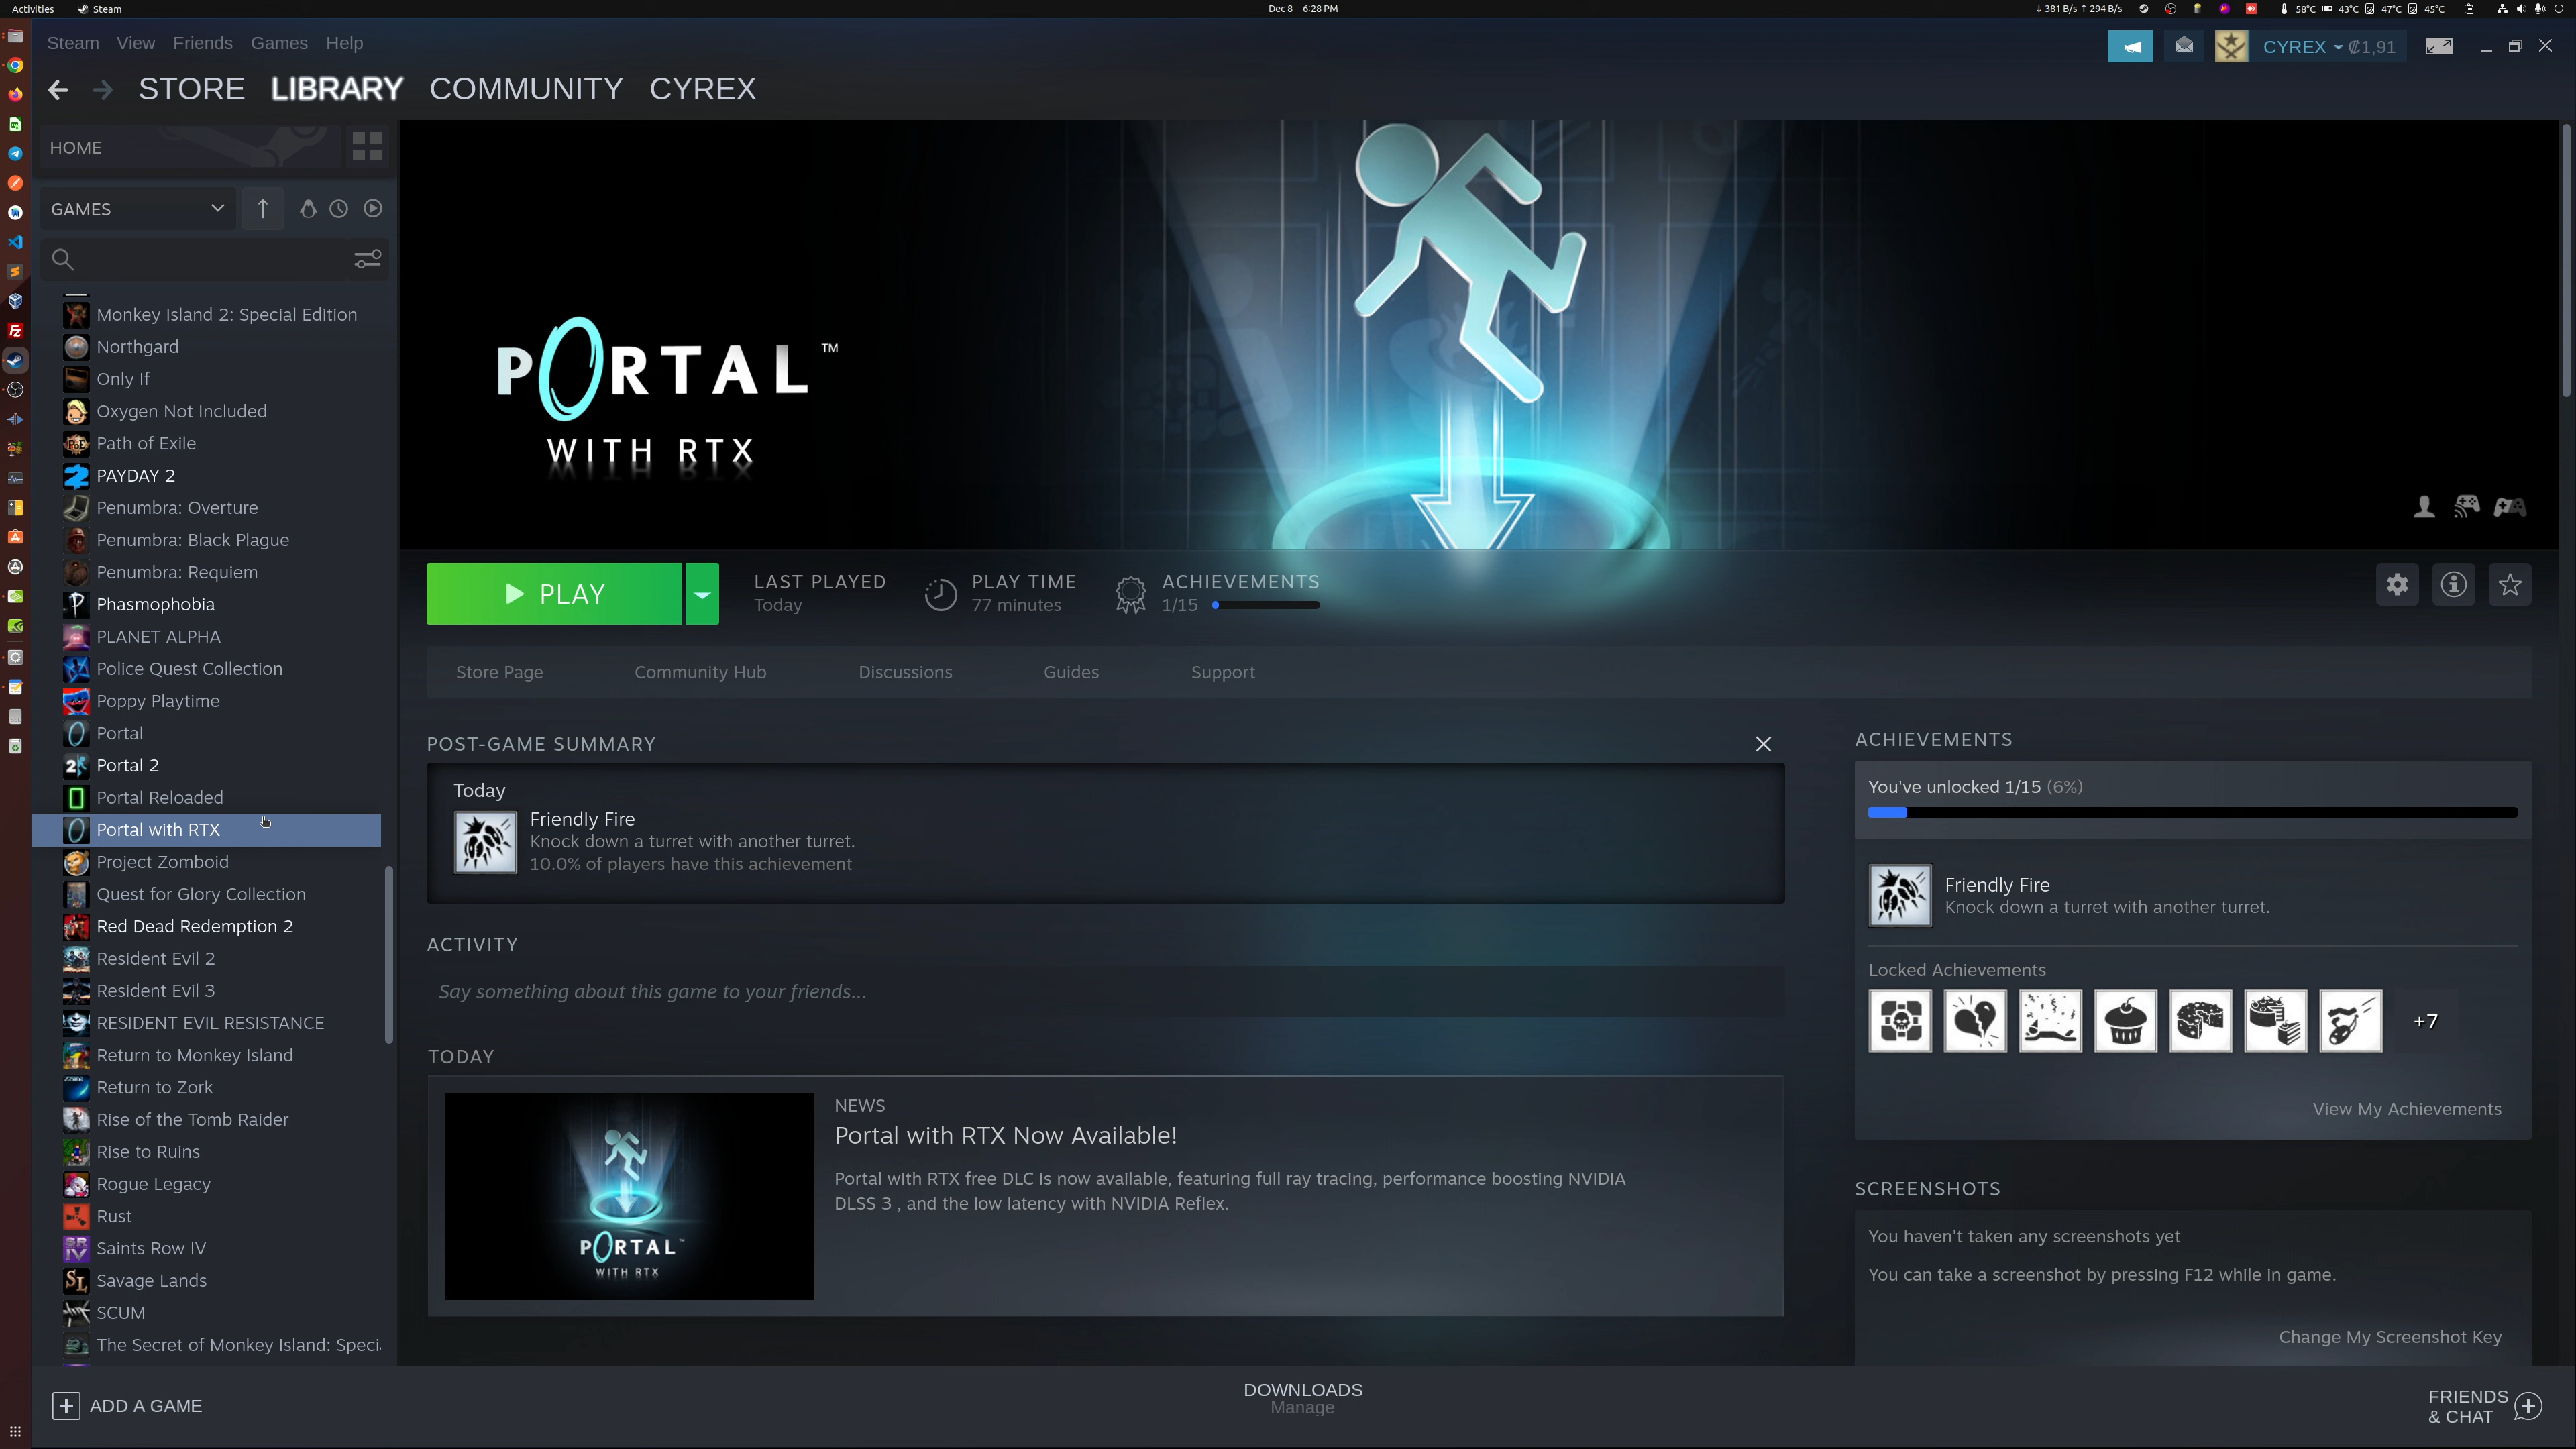 Activities Steam Dec 8 6:28 PM ↓ 381 B/s ↑ 294 B/s 58°C 43°C 47°C 45°C
Steam View Friends Games Help CYREX ₡1,91
STORE LIBRARY COMMUNITY CYREX
HOME
GAMES
Monkey Island 2: Special Edition
Northgard
Only If
Oxygen Not Included
Path of Exile
PAYDAY 2
Penumbra: Overture
Penumbra: Black Plague
Penumbra: Requiem
Phasmophobia
PLANET ALPHA
Police Quest Collection
Poppy Playtime
Portal
Portal 2
Portal Reloaded
Portal with RTX
Project Zomboid
Quest for Glory Collection
Red Dead Redemption 2
Resident Evil 2
Resident Evil 3
RESIDENT EVIL RESISTANCE
Return to Monkey Island
Return to Zork
Rise of the Tomb Raider
Rise to Ruins
Rogue Legacy
Rust
Saints Row IV
Savage Lands
SCUM
The Secret of Monkey Island: Speci
ADD A GAME
PORTAL™
WITH RTX
PLAY
LAST PLAYED
Today
PLAY TIME
77 minutes
ACHIEVEMENTS
1/15
Store Page Community Hub Discussions Guides Support
POST-GAME SUMMARY
Today
Friendly Fire
Knock down a turret with another turret.
10.0% of players have this achievement
ACTIVITY
Say something about this game to your friends...
TODAY
PORTAL™
WITH RTX
NEWS
Portal with RTX Now Available!
Portal with RTX free DLC is now available, featuring full ray tracing, performance boosting NVIDIA
DLSS 3 , and the low latency with NVIDIA Reflex.
ACHIEVEMENTS
You've unlocked 1/15 (6%)
Friendly Fire
Knock down a turret with another turret.
Locked Achievements
+7
View My Achievements
SCREENSHOTS
You haven't taken any screenshots yet
You can take a screenshot by pressing F12 while in game.
Change My Screenshot Key
DOWNLOADS
Manage
FRIENDS
& CHAT